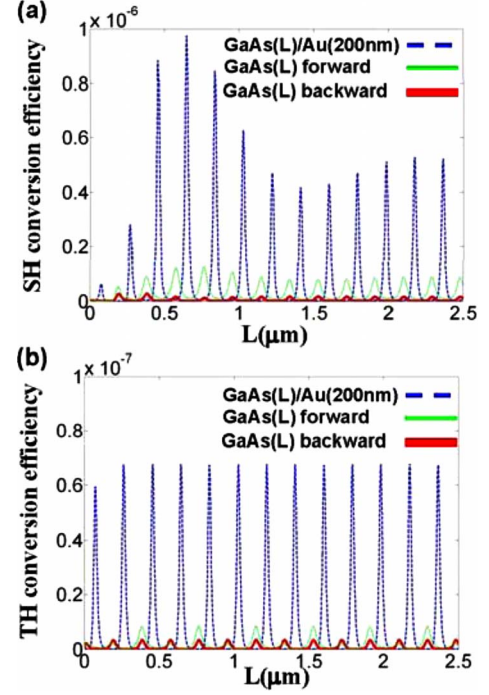 (a)
1 × 10^-6
GaAs(L)/Au(200nm)
GaAs(L) forward
GaAs(L) backward
0.8
0.6
0.4
0.2
0
SH conversion efficiency
0 0.5 1 1.5 2 2.5
L(μm)
(b)
1 × 10^-7
GaAs(L)/Au(200nm)
GaAs(L) forward
GaAs(L) backward
0.8
0.6
0.4
0.2
0
TH conversion efficiency
0 0.5 1 1.5 2 2.5
L(μm)